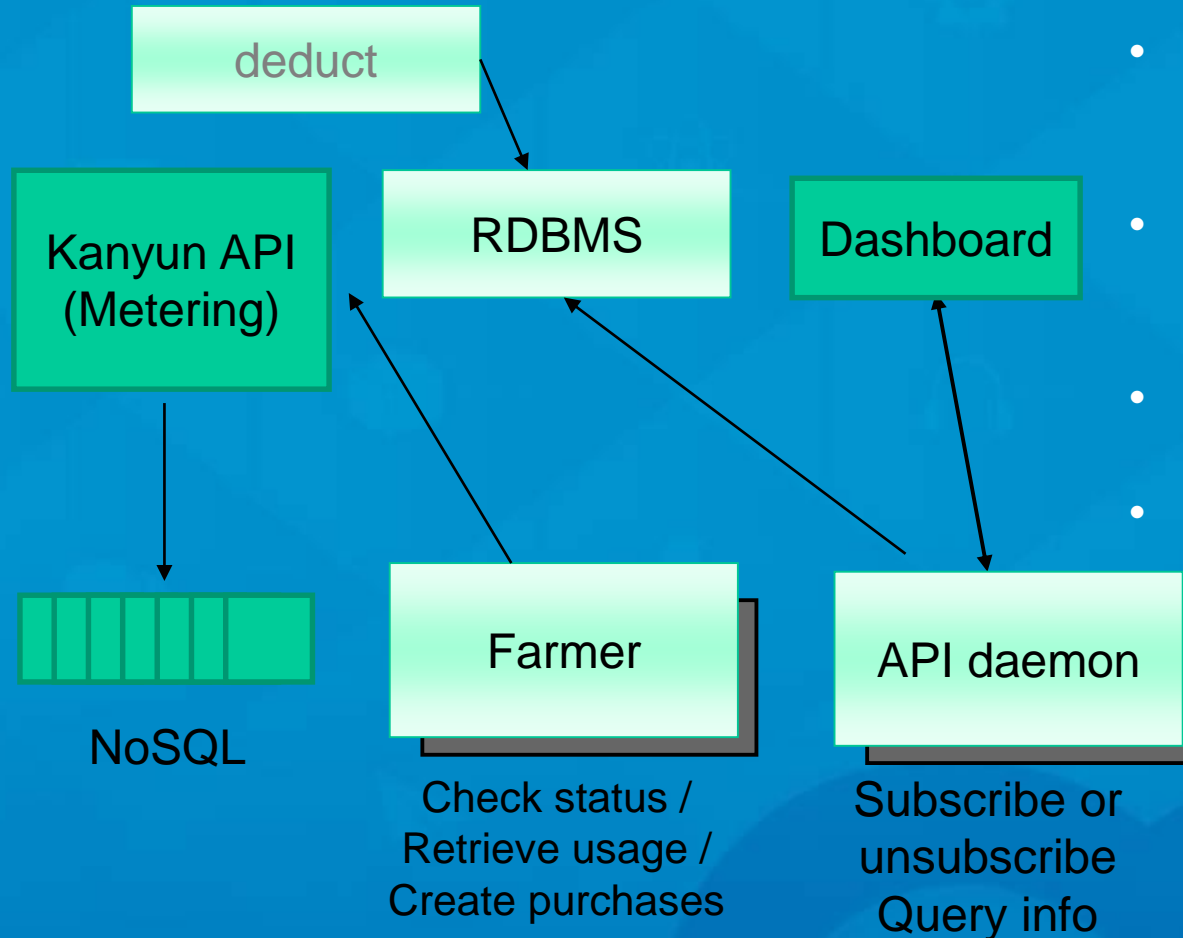 deduct
Kanyun API
(Metering)
RDBMS
Dashboard
NoSQL
Farmer
Check status /
Retrieve usage /
Create purchases
API daemon
Subscribe or
unsubscribe
Query info